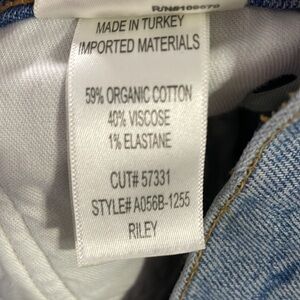 MADE IN TURKEY
IMPORTED MATERIALS
59% ORGANIC COTTON
40% VISCOSE
1% ELASTANE
CUT# 57331
STYLE# A056B-1255
RILEY